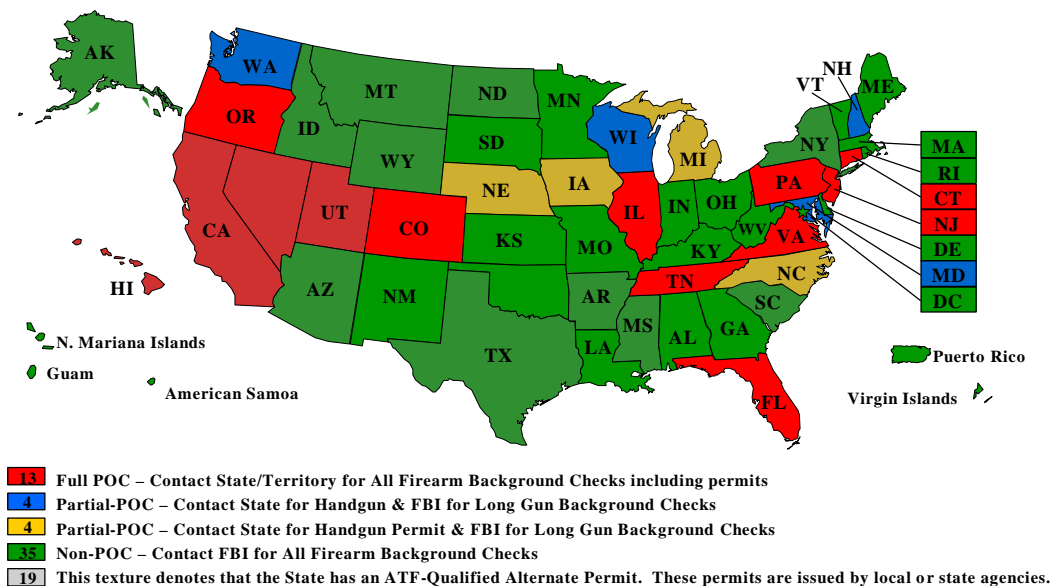 AK
WA
MT
ND
MN
NH
VT
ME
OR
ID
SD
WI
MI
NY
WY
MA
RI
CT
NJ
DE
MD
DC
NE
IA
PA
UT
CO
IL
IN
OH
CA
KS
MO
WV
VA
KY
HI
AZ
NM
TN
NC
AR
SC
MS
AL
GA
TX
LA
FL
N. Mariana Islands
Guam
American Samoa
Puerto Rico
Virgin Islands
13 Full POC – Contact State/Territory for All Firearm Background Checks including permits
4 Partial-POC – Contact State for Handgun & FBI for Long Gun Background Checks
4 Partial-POC – Contact State for Handgun Permit & FBI for Long Gun Background Checks
35 Non-POC – Contact FBI for All Firearm Background Checks
19 This texture denotes that the State has an ATF-Qualified Alternate Permit. These permits are issued by local or state agencies.